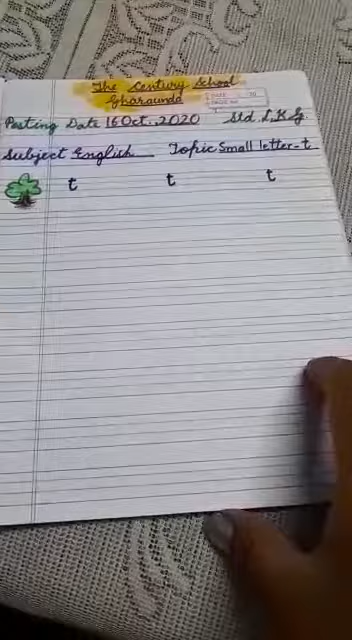 The Century School
Gharaunda
Posting Date 16 Oct., 2020 Std. L.K.G.
Subject English Topic Small letter-t
t t t